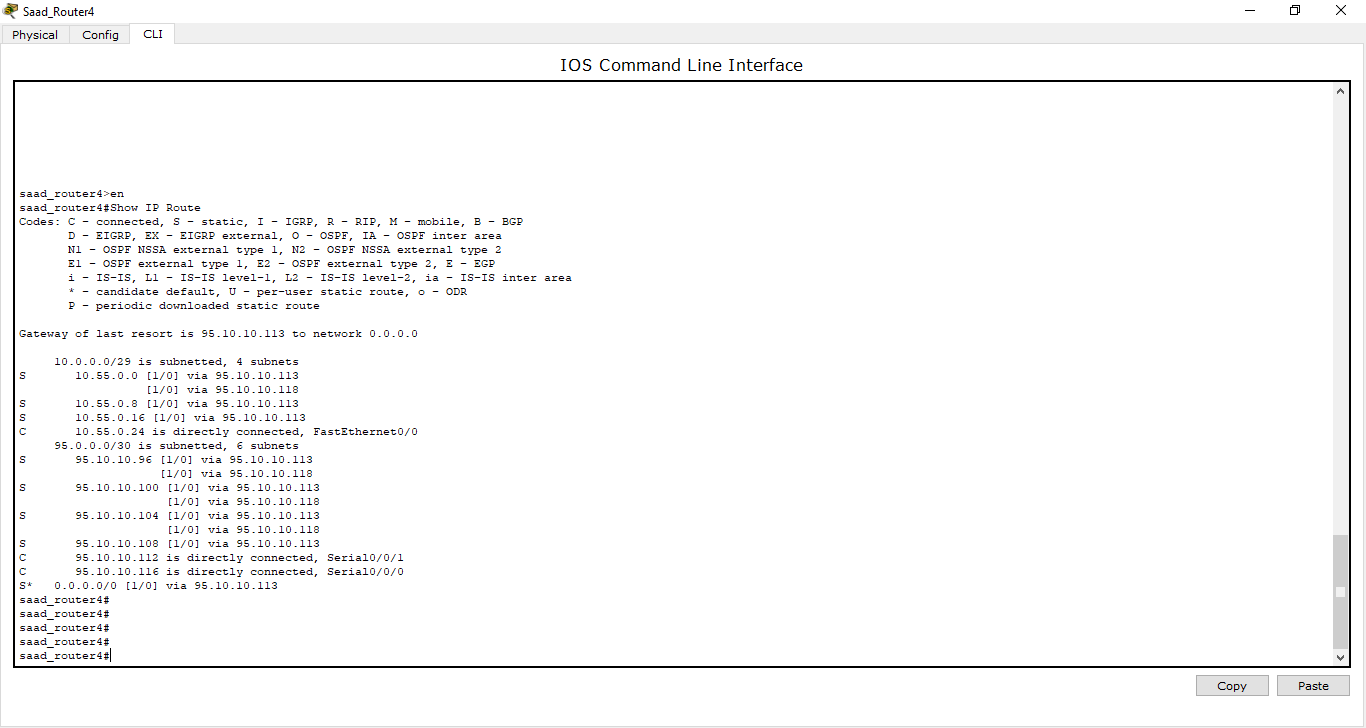 Saad_Router4
Physical Config CLI
IOS Command Line Interface
saad_router4>en
saad_router4#Show IP Route
Codes: C - connected, S - static, I - IGRP, R - RIP, M - mobile, B - BGP
       D - EIGRP, EX - EIGRP external, O - OSPF, IA - OSPF inter area
       N1 - OSPF NSSA external type 1, N2 - OSPF NSSA external type 2
       E1 - OSPF external type 1, E2 - OSPF external type 2, E - EGP
       i - IS-IS, L1 - IS-IS level-1, L2 - IS-IS level-2, ia - IS-IS inter area
       * - candidate default, U - per-user static route, o - ODR
       P - periodic downloaded static route
Gateway of last resort is 95.10.10.113 to network 0.0.0.0
     10.0.0.0/29 is subnetted, 4 subnets
S       10.55.0.0 [1/0] via 95.10.10.113
                  [1/0] via 95.10.10.118
S       10.55.0.8 [1/0] via 95.10.10.113
S       10.55.0.16 [1/0] via 95.10.10.113
C       10.55.0.24 is directly connected, FastEthernet0/0
     95.0.0.0/30 is subnetted, 6 subnets
S       95.10.10.96 [1/0] via 95.10.10.113
                    [1/0] via 95.10.10.118
S       95.10.10.100 [1/0] via 95.10.10.113
                     [1/0] via 95.10.10.118
S       95.10.10.104 [1/0] via 95.10.10.113
                     [1/0] via 95.10.10.118
S       95.10.10.108 [1/0] via 95.10.10.113
C       95.10.10.112 is directly connected, Serial0/0/1
C       95.10.10.116 is directly connected, Serial0/0/0
S*   0.0.0.0/0 [1/0] via 95.10.10.113
saad_router4#
saad_router4#
saad_router4#
saad_router4#
saad_router4#
Copy Paste